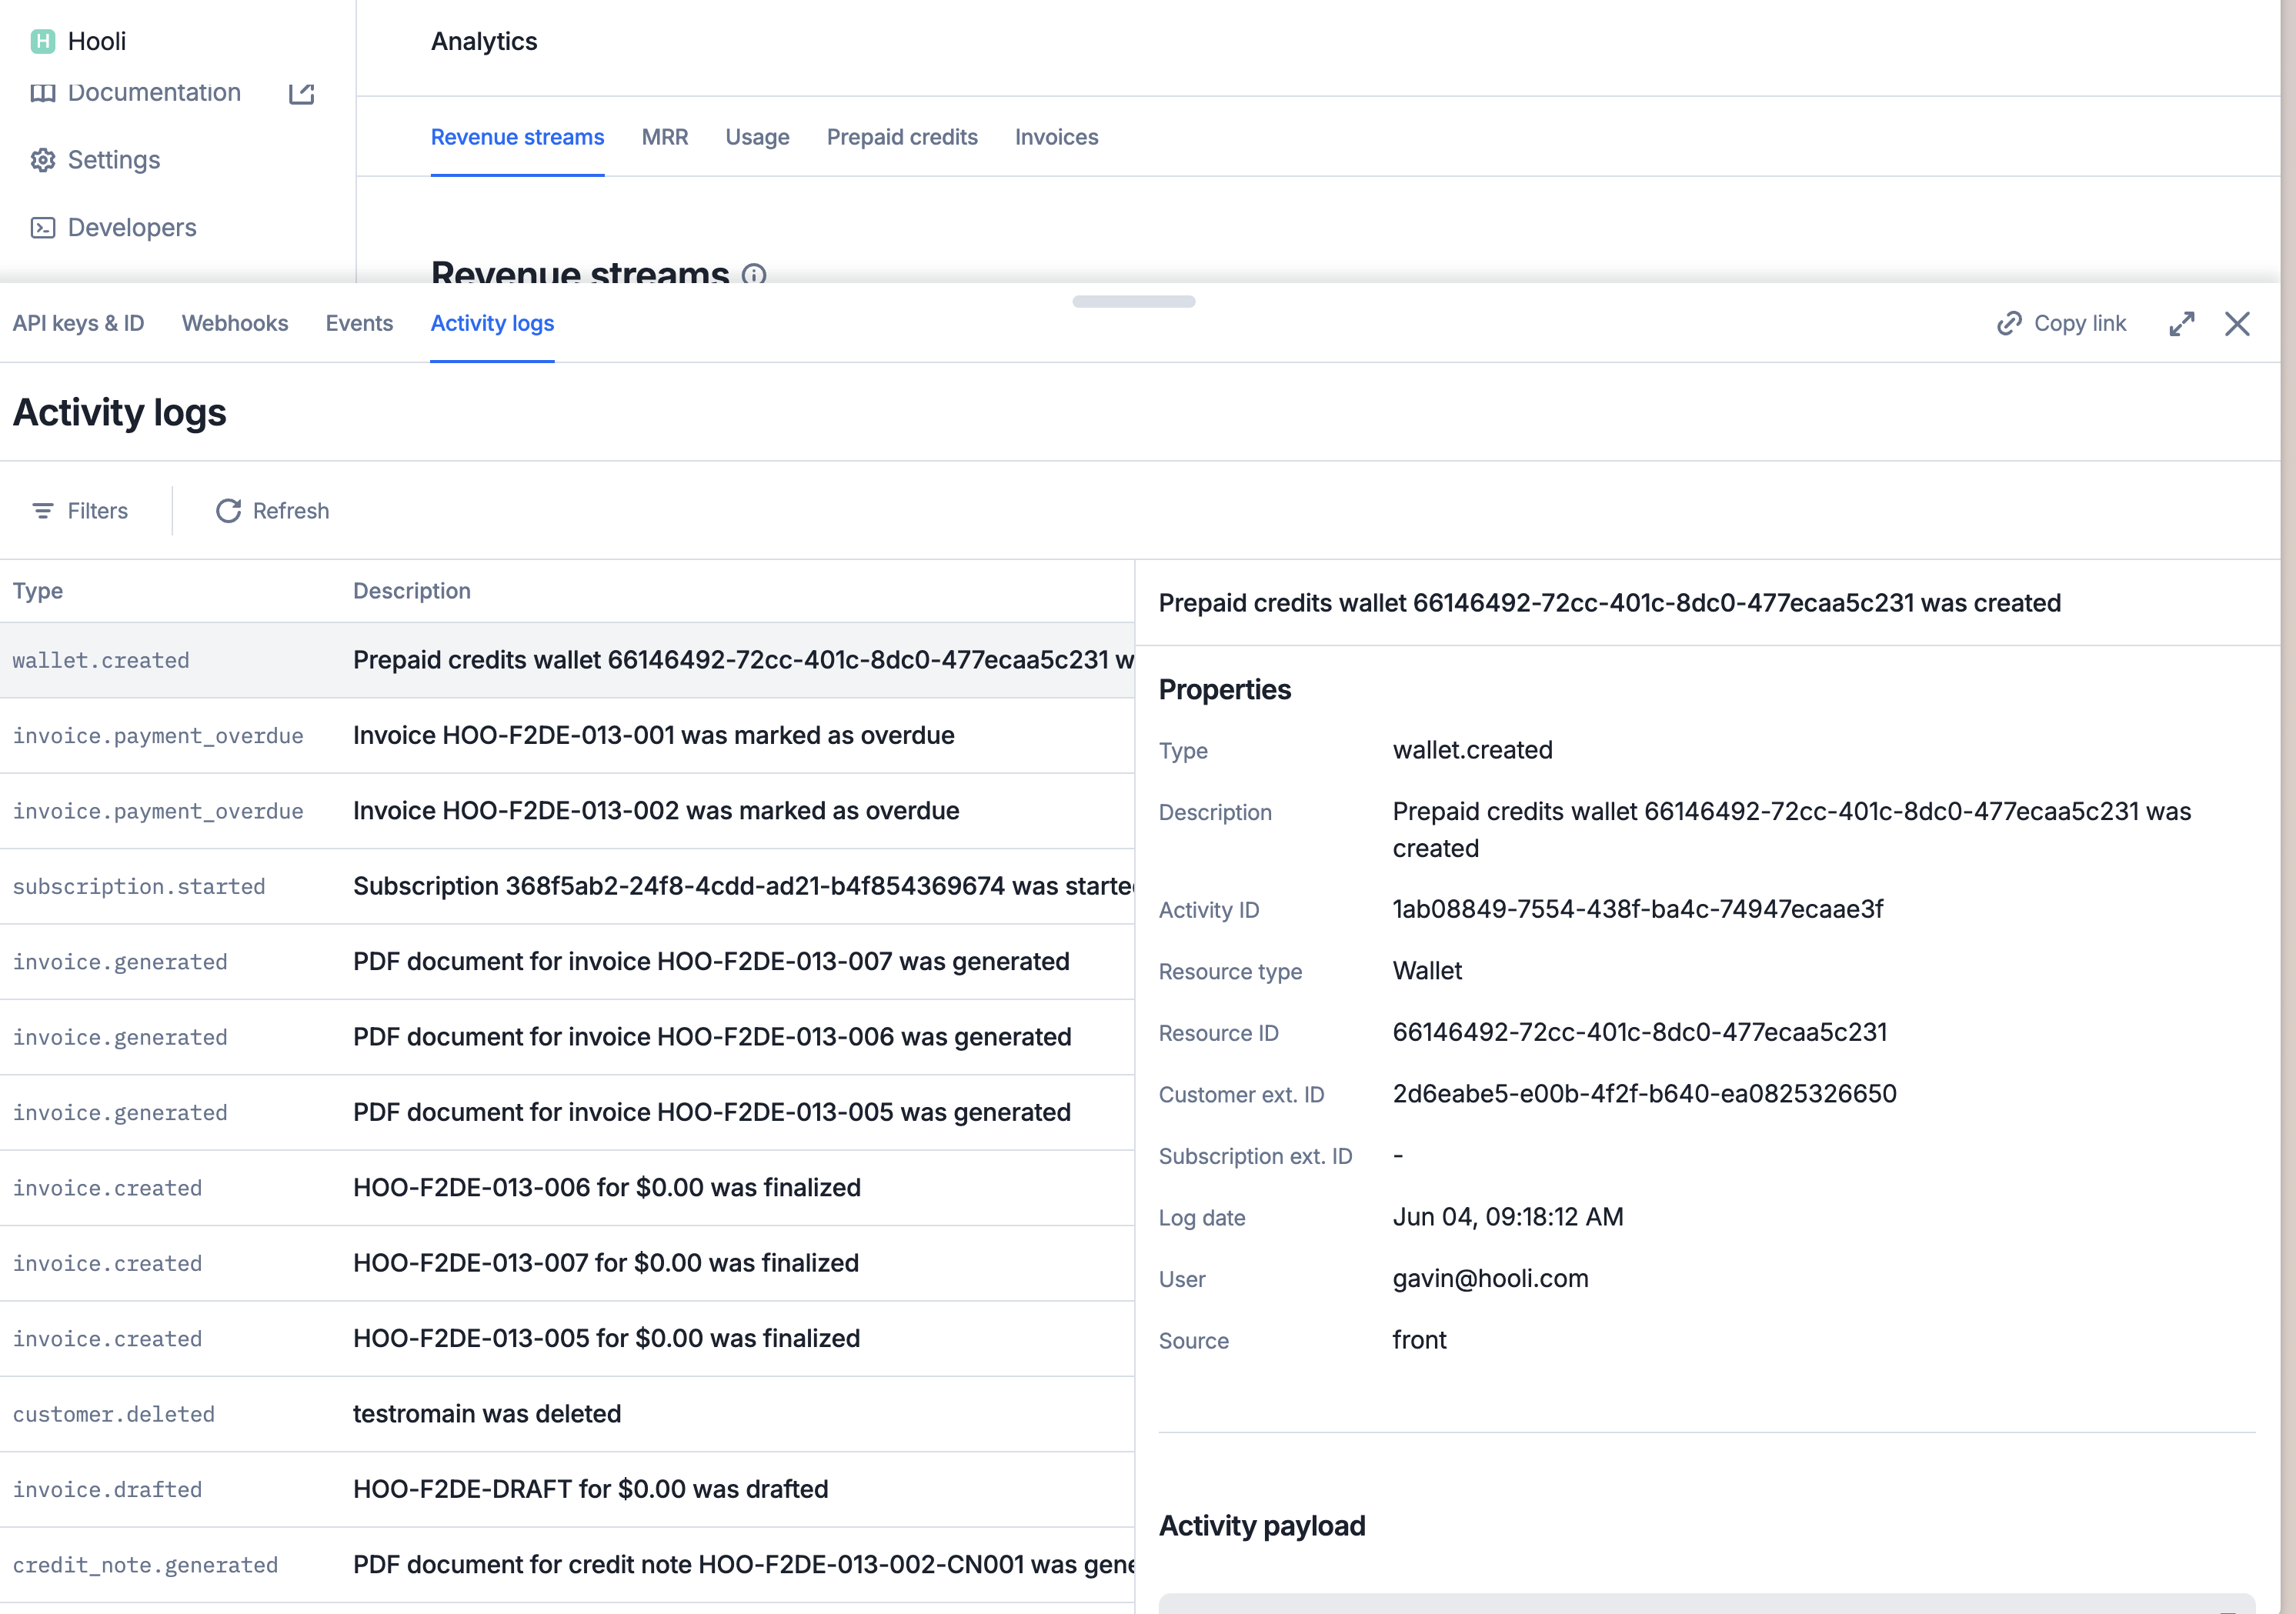 H Hooli
Documentation
Settings
Developers
Analytics
Revenue streams MRR Usage Prepaid credits Invoices
Revenue streams
API keys & ID Webhooks Events Activity logs
Copy link
Activity logs
Filters Refresh
Type Description
wallet.created Prepaid credits wallet 66146492-72cc-401c-8dc0-477ecaa5c231 w
invoice.payment_overdue Invoice HOO-F2DE-013-001 was marked as overdue
invoice.payment_overdue Invoice HOO-F2DE-013-002 was marked as overdue
subscription.started Subscription 368f5ab2-24f8-4cdd-ad21-b4f854369674 was starte
invoice.generated PDF document for invoice HOO-F2DE-013-007 was generated
invoice.generated PDF document for invoice HOO-F2DE-013-006 was generated
invoice.generated PDF document for invoice HOO-F2DE-013-005 was generated
invoice.created HOO-F2DE-013-006 for $0.00 was finalized
invoice.created HOO-F2DE-013-007 for $0.00 was finalized
invoice.created HOO-F2DE-013-005 for $0.00 was finalized
customer.deleted testromain was deleted
invoice.drafted HOO-F2DE-DRAFT for $0.00 was drafted
credit_note.generated PDF document for credit note HOO-F2DE-013-002-CN001 was gene
Prepaid credits wallet 66146492-72cc-401c-8dc0-477ecaa5c231 was created
Properties
Type wallet.created
Description Prepaid credits wallet 66146492-72cc-401c-8dc0-477ecaa5c231 was
created
Activity ID 1ab08849-7554-438f-ba4c-74947ecaae3f
Resource type Wallet
Resource ID 66146492-72cc-401c-8dc0-477ecaa5c231
Customer ext. ID 2d6eabe5-e00b-4f2f-b640-ea0825326650
Subscription ext. ID -
Log date Jun 04, 09:18:12 AM
User gavin@hooli.com
Source front
Activity payload